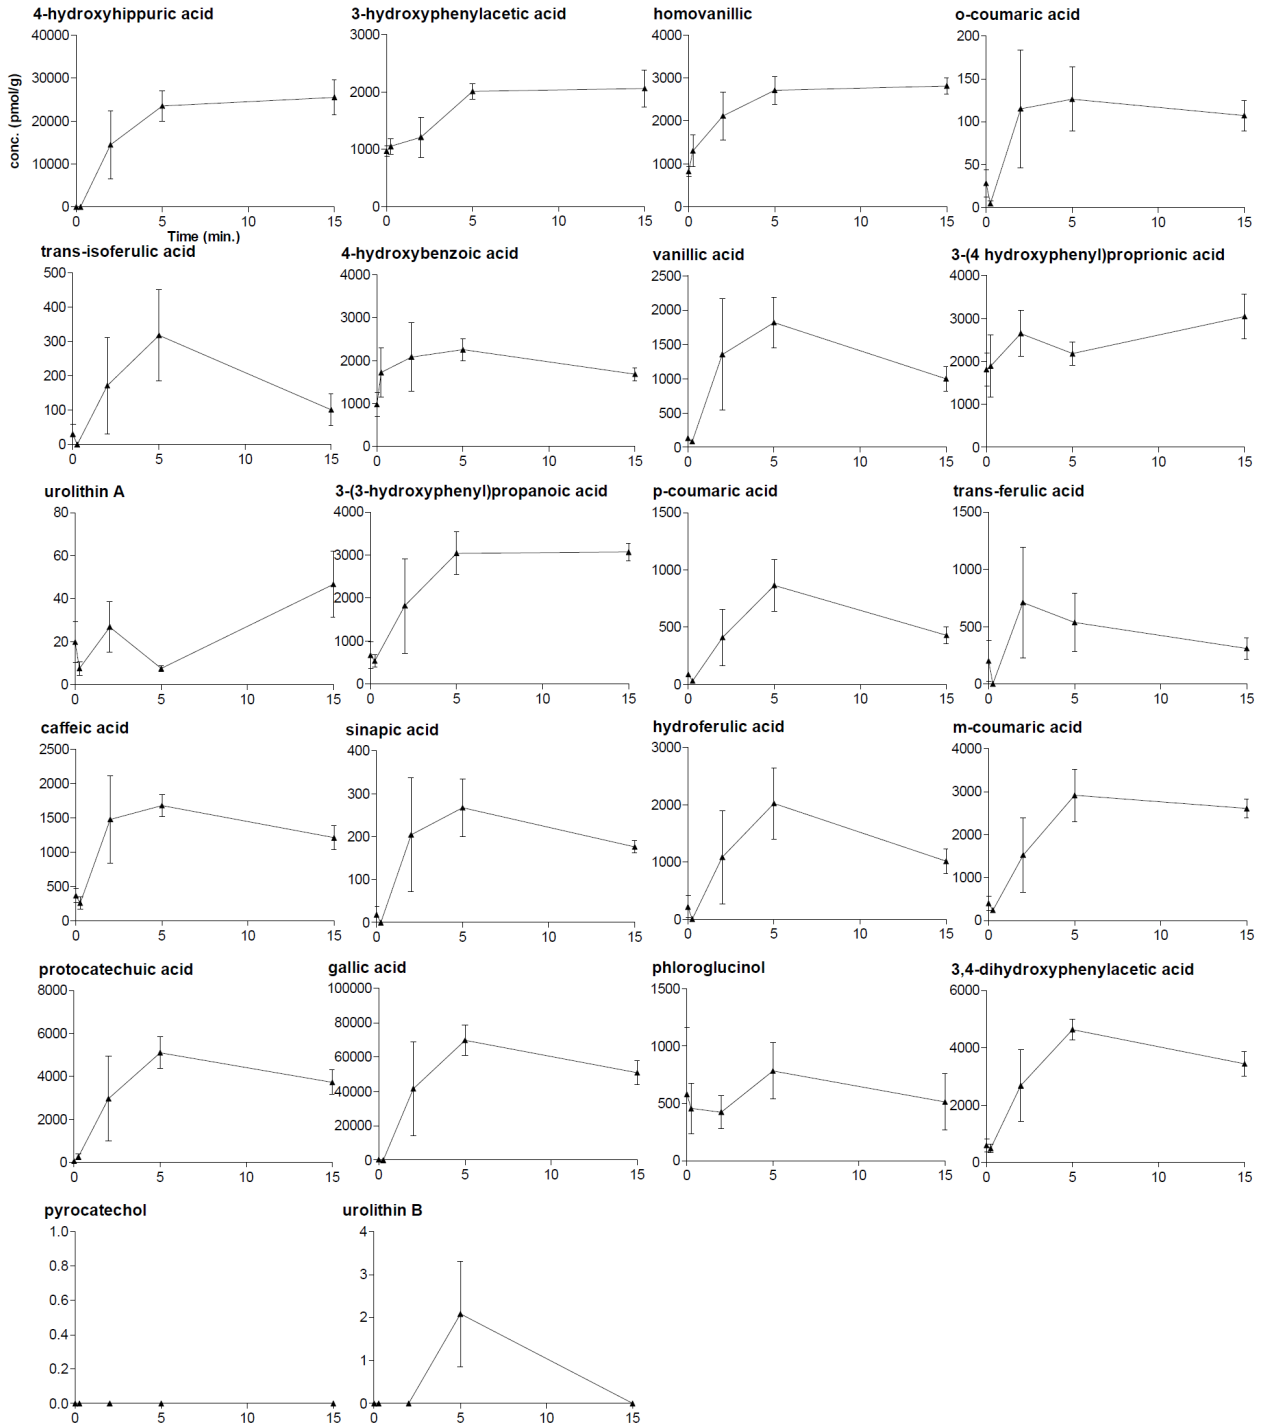 4-hydroxyhippuric acid
conc. (pmol/g)
40000
30000
20000
10000
0
0 5 10 15
Time (min.)
3-hydroxyphenylacetic acid
3000
2000
1000
0
0 5 10 15
homovanillic
4000
3000
2000
1000
0
0 5 10 15
o-coumaric acid
200
150
100
50
0
0 5 10 15
trans-isoferulic acid
500
400
300
200
100
0
0 5 10 15
4-hydroxybenzoic acid
4000
3000
2000
1000
0
0 5 10 15
vanillic acid
2500
2000
1500
1000
500
0
0 5 10 15
3-(4 hydroxyphenyl)proprionic acid
4000
3000
2000
1000
0
0 5 10 15
urolithin A
80
60
40
20
0
0 5 10 15
3-(3-hydroxyphenyl)propanoic acid
4000
3000
2000
1000
0
0 5 10 15
p-coumaric acid
1500
1000
500
0
0 5 10 15
trans-ferulic acid
1500
1000
500
0
0 5 10 15
caffeic acid
2500
2000
1500
1000
500
0
0 5 10 15
sinapic acid
400
300
200
100
0
0 5 10 15
hydroferulic acid
3000
2000
1000
0
0 5 10 15
m-coumaric acid
4000
3000
2000
1000
0
0 5 10 15
protocatechuic acid
8000
6000
4000
2000
0
0 5 10 15
gallic acid
100000
80000
60000
40000
20000
0
0 5 10 15
phloroglucinol
1500
1000
500
0
0 5 10 15
3,4-dihydroxyphenylacetic acid
6000
4000
2000
0
0 5 10 15
pyrocatechol
1.0
0.8
0.6
0.4
0.2
0.0
0 5 10 15
urolithin B
4
3
2
1
0
0 5 10 15